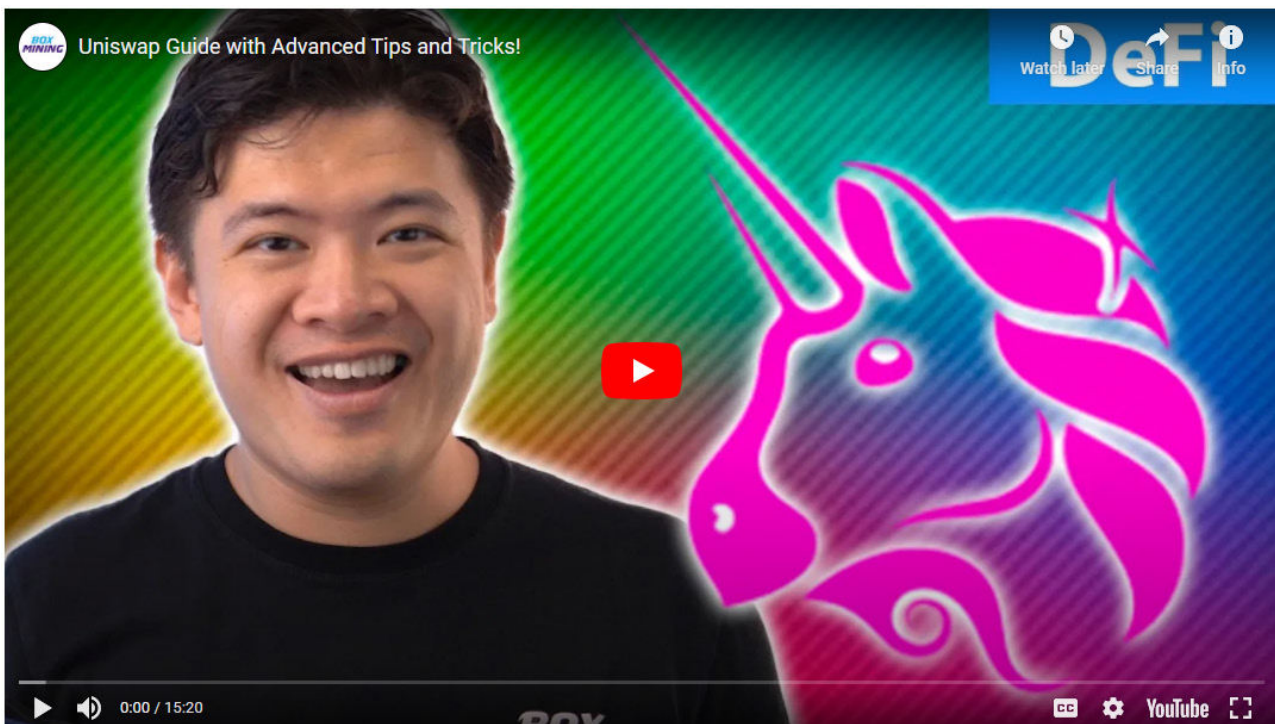 BOX
MINING
Uniswap Guide with Advanced Tips and Tricks!
DeFi
Watch later
Share
Info
0:00 / 15:20
BOX
CC
YouTube